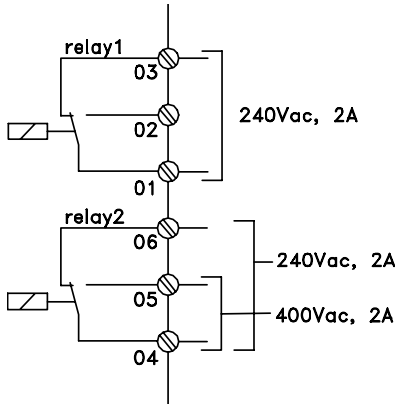 relay1
03
02
240Vac, 2A
01
relay2
06
240Vac, 2A
05
400Vac, 2A
04